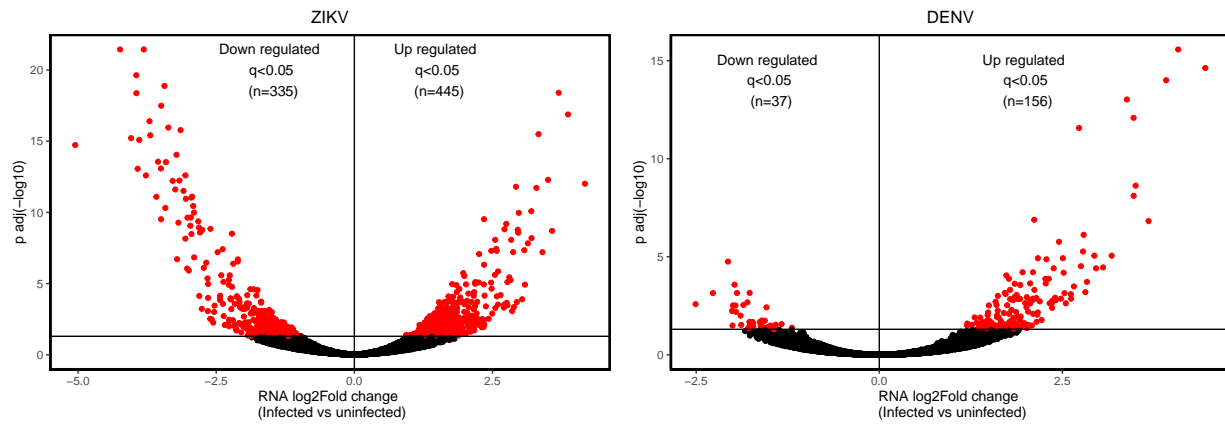 ZIKV
Down regulated
q<0.05
(n=335)
Up regulated
q<0.05
(n=445)
20
15
10
5
0
p adj(−log10)
−5.0
−2.5
0.0
2.5
RNA log2Fold change
(Infected vs uninfected)
DENV
Down regulated
q<0.05
(n=37)
Up regulated
q<0.05
(n=156)
15
10
5
0
p adj(−log10)
−2.5
0.0
2.5
RNA log2Fold change
(Infected vs uninfected)